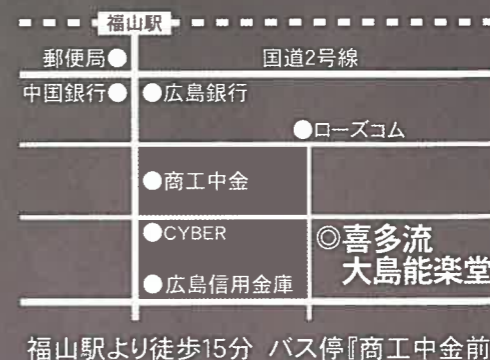 福山駅
郵便局●
国道2号線
中国銀行●
●広島銀行
●ローズコム
●商工中金
●CYBER
◎喜多流
大島能楽堂
●広島信用金庫
福山駅より徒歩15分 バス停『商工中金前